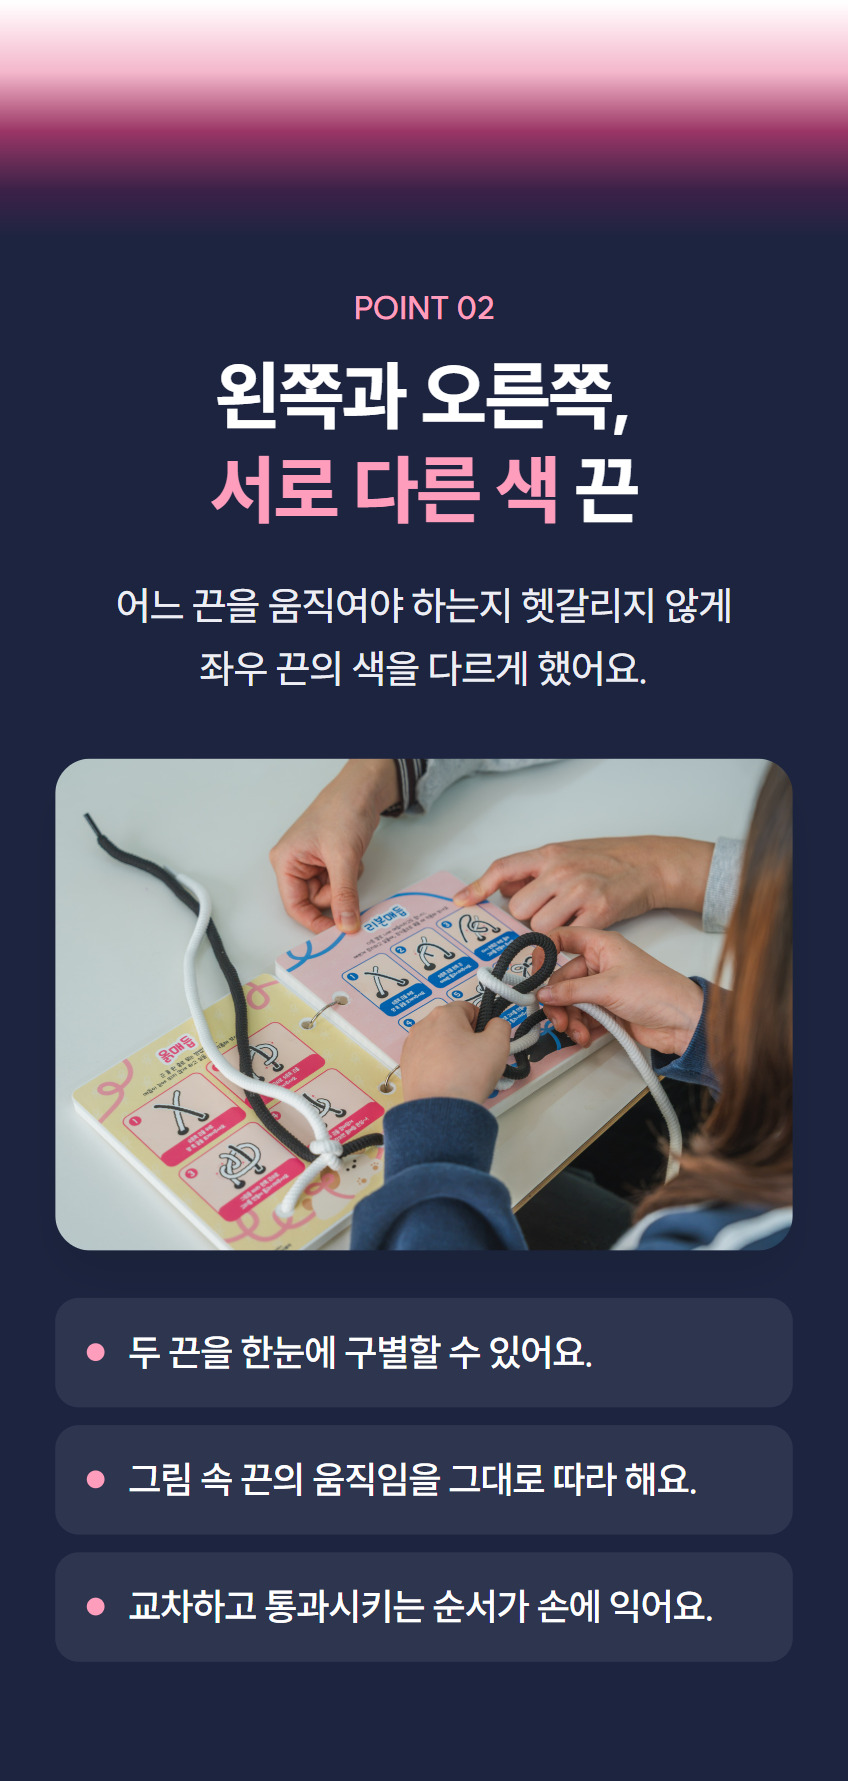 POINT 02
왼쪽과 오른쪽,
서로 다른 색 끈
어느 끈을 움직여야 하는지 헷갈리지 않게
좌우 끈의 색을 다르게 했어요.
리본매듭
옭매듭
두 끈을 한눈에 구별할 수 있어요.
그림 속 끈의 움직임을 그대로 따라 해요.
교차하고 통과시키는 순서가 손에 익어요.